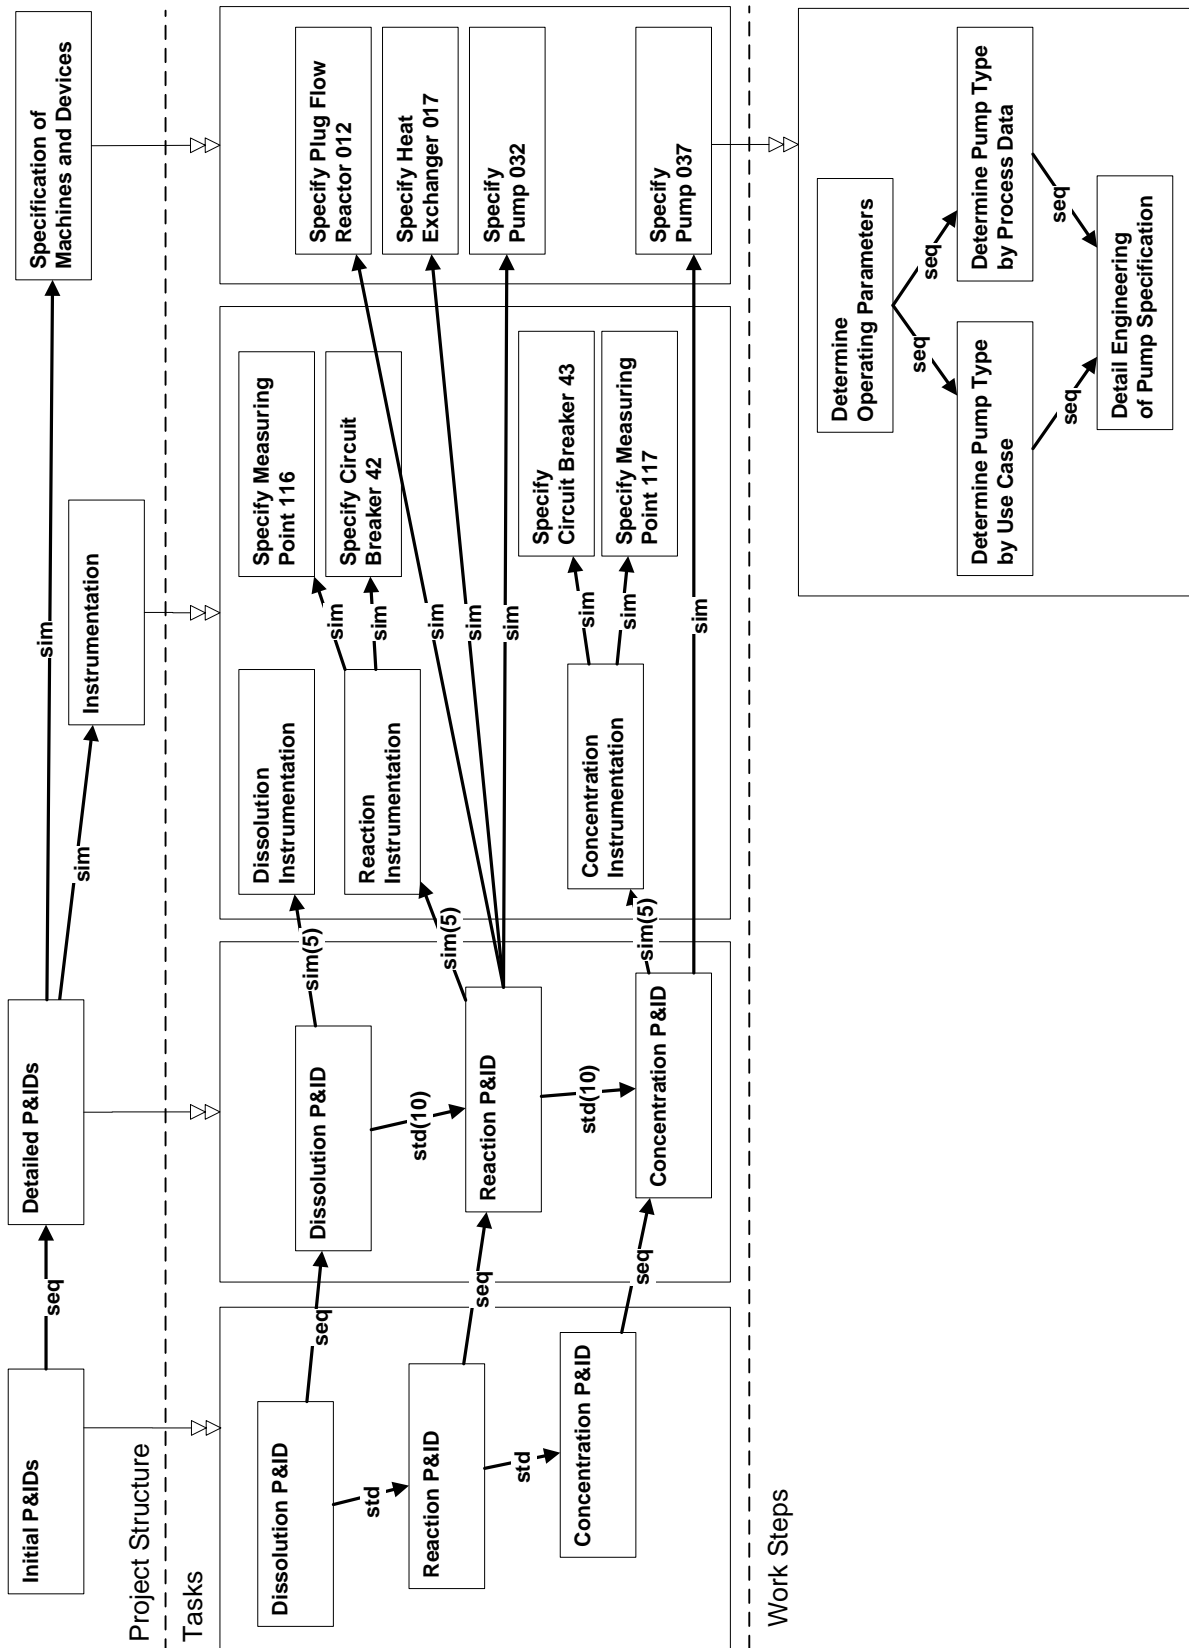 Initial P&IDs
seq
Detailed P&IDs
sim
sim
Instrumentation
Specification of
Machines and Devices
Project Structure
Tasks
Dissolution P&ID
std
Reaction P&ID
std
Concentration P&ID
seq
seq
seq
Dissolution P&ID
std(10)
Reaction P&ID
std(10)
Concentration P&ID
sim(5)
sim(5)
sim(5)
Dissolution
Instrumentation
Reaction
Instrumentation
Concentration
Instrumentation
sim
sim
sim
sim
sim
sim
sim
sim
Specify Measuring
Point 116
Specify Circuit
Breaker 42
Specify
Circuit Breaker 43
Specify Measuring
Point 117
Specify Plug Flow
Reactor 012
Specify Heat
Exchanger 017
Specify
Pump 032
Specify
Pump 037
Work Steps
Determine
Operating Parameters
seq
seq
Determine Pump Type
by Use Case
Determine Pump Type
by Process Data
seq
seq
Detail Engineering
of Pump Specification